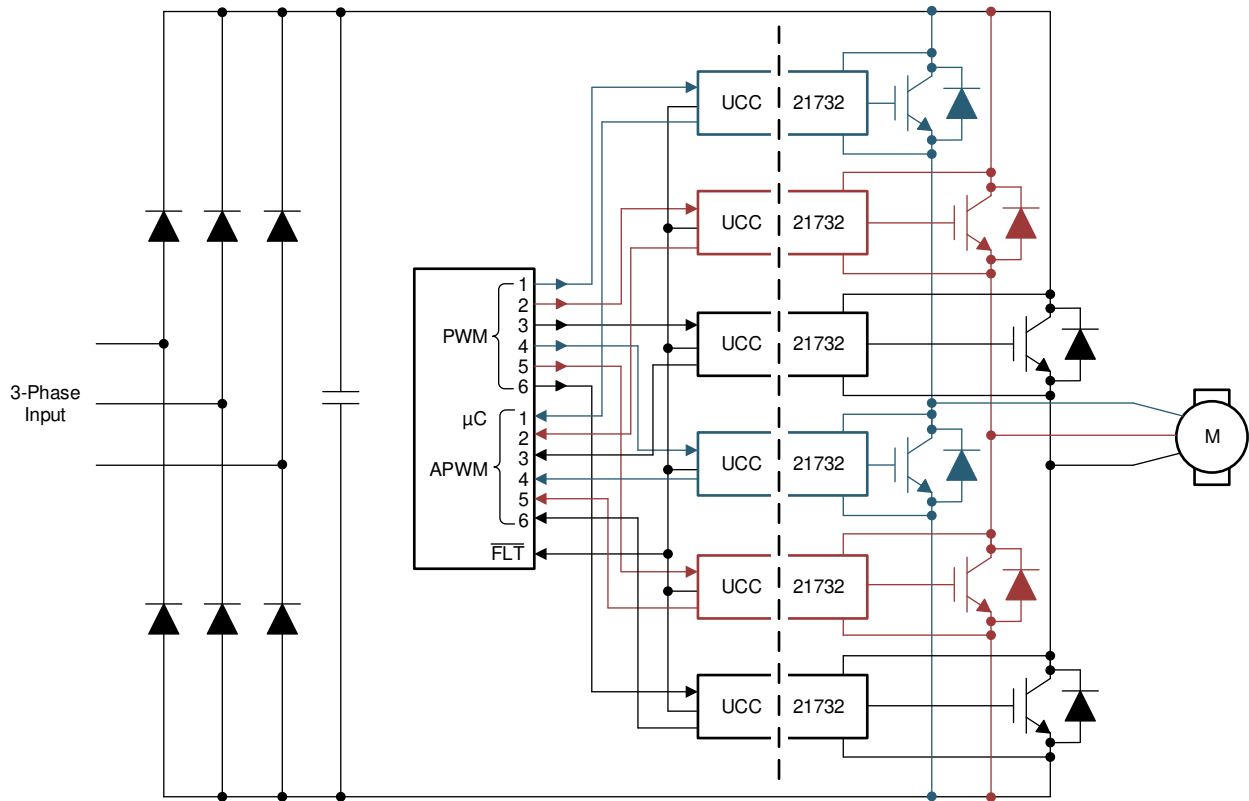 UCC 21732
UCC 21732
1
2
PWM 3
4
5
6
UCC 21732
3-Phase
Input
µC
1
2
APWM 3
4
5
6
M
UCC 21732
FLT
UCC 21732
UCC 21732